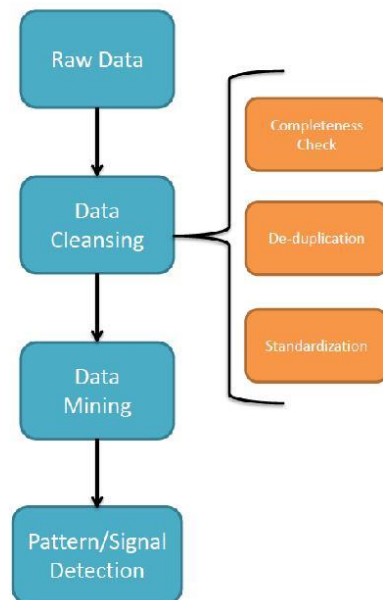 Raw Data
Completeness
Check
Data
Cleansing
De-duplication
Standardization
Data
Mining
Pattern/Signal
Detection